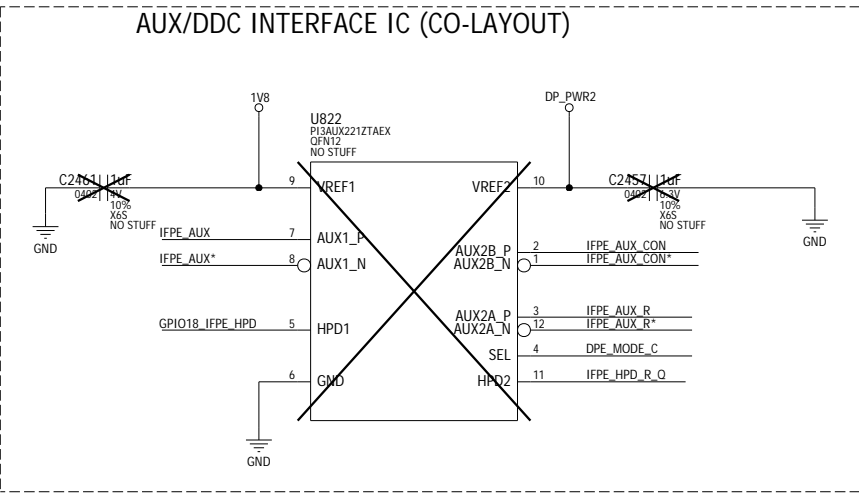 AUX/DDC INTERFACE IC (CO-LAYOUT)
1V8
DP_PWR2
U822
PI3AUX221ZTAEX
QFN12
NO STUFF
C2461 1uF
0402 4V
10%
X6S
NO STUFF
GND
9 VREF1
VREF2 10
C2457 1uF
0402 6.3V
10%
X6S
NO STUFF
GND
IFPE_AUX 7 AUX1_P
IFPE_AUX* 8 AUX1_N
AUX2B_P 2 IFPE_AUX_CON
AUX2B_N 1 IFPE_AUX_CON*
GPIO18_IFPE_HPD 5 HPD1
AUX2A_P 3 IFPE_AUX_R
AUX2A_N 12 IFPE_AUX_R*
SEL 4 DPE_MODE_C
6 GND
HPD2 11 IFPE_HPD_R_Q
GND